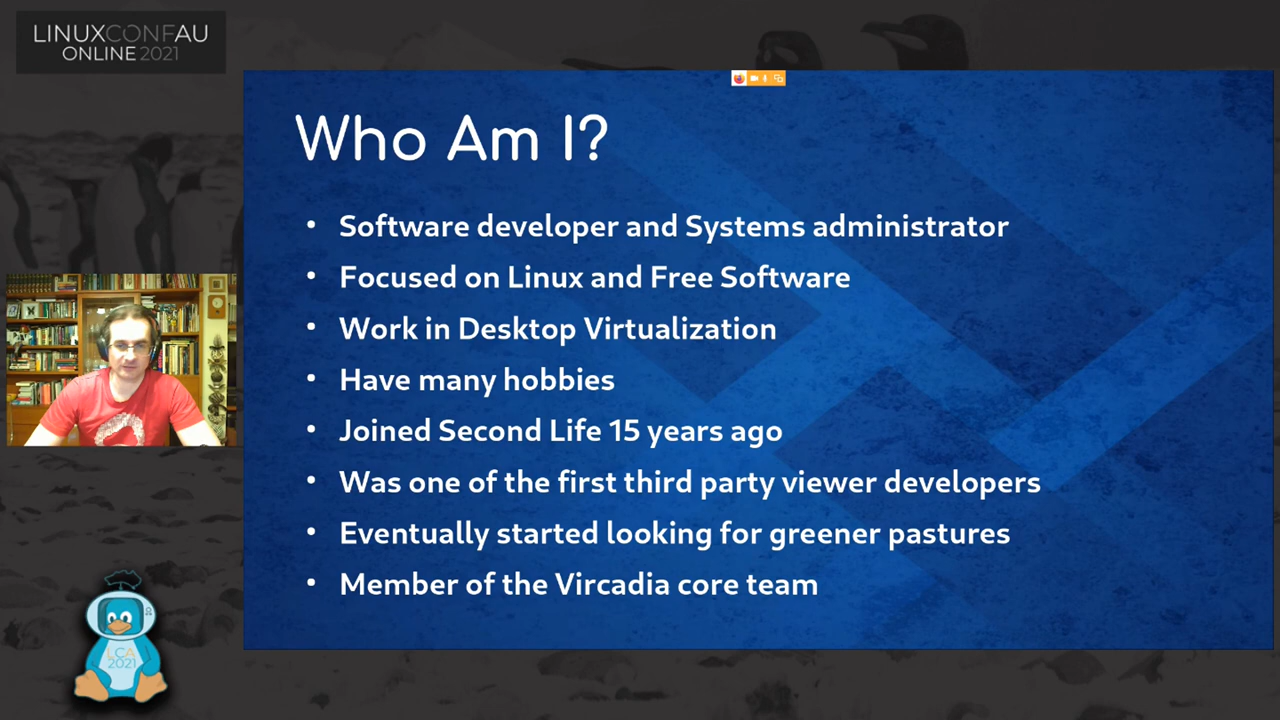 LINUXCONFAU
ONLINE 2021
Who Am I?
• Software developer and Systems administrator
• Focused on Linux and Free Software
• Work in Desktop Virtualization
• Have many hobbies
• Joined Second Life 15 years ago
• Was one of the first third party viewer developers
• Eventually started looking for greener pastures
• Member of the Vircadia core team
LCA
2021